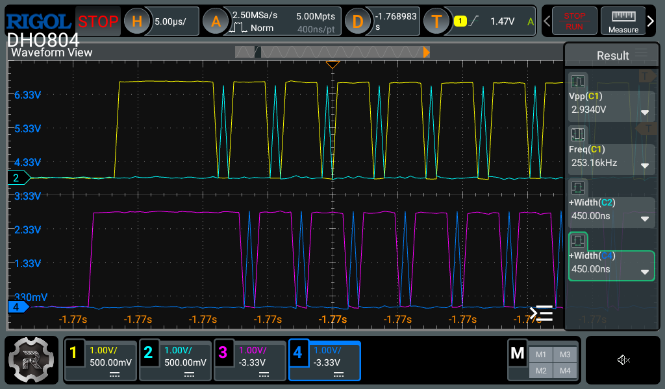 RIGOL STOP H 5.00μs/ A 2.50MSa/s Norm 5.00Mpts 400ns/pt D -1.768983 s T 1 1.47V A STOP RUN Measure
DHO804
Waveform View
Result
6.33V
5.33V
4.33V
2
3.33V
2.33V
1.33V
330mV
4
-1.77s -1.77s -1.77s -1.77s -1.77s -1.77s -1.77s -1.77s -1.77s
Vpp(C1)
2.9340V
Freq(C1)
253.16kHz
+Width(C2)
450.00ns
+Width(C4)
450.00ns
1 1.00V/ 500.00mV
2 1.00V/ 500.00mV
3 1.00V/ -3.33V
4 1.00V/ -3.33V
M M1 M3 M2 M4